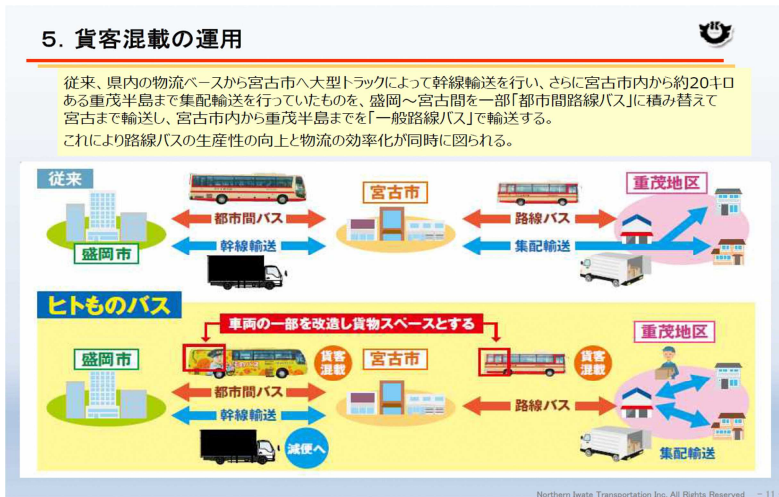 5. 貨客混載の運用
従来、県内の物流ベースから宮古市へ大型トラックによって幹線輸送を行い、さらに宮古市内から約20キロ
ある重茂半島まで集配輸送を行っていたものを、盛岡～宮古間を一部「都市間路線バス」に積み替えて
宮古まで輸送し、宮古市内から重茂半島までを「一般路線バス」で輸送する。
これにより路線バスの生産性の向上と物流の効率化が同時に図られる。
従来
盛岡市
都市間バス
幹線輸送
宮古市
路線バス
集配輸送
重茂地区
ヒトものバス
車両の一部を改造し貨物スペースとする
盛岡市
貨客
混載
都市間バス
幹線輸送
減便へ
宮古市
貨客
混載
路線バス
重茂地区
集配輸送
Northern Iwate Transportation Inc. All Rights Reserved - 11